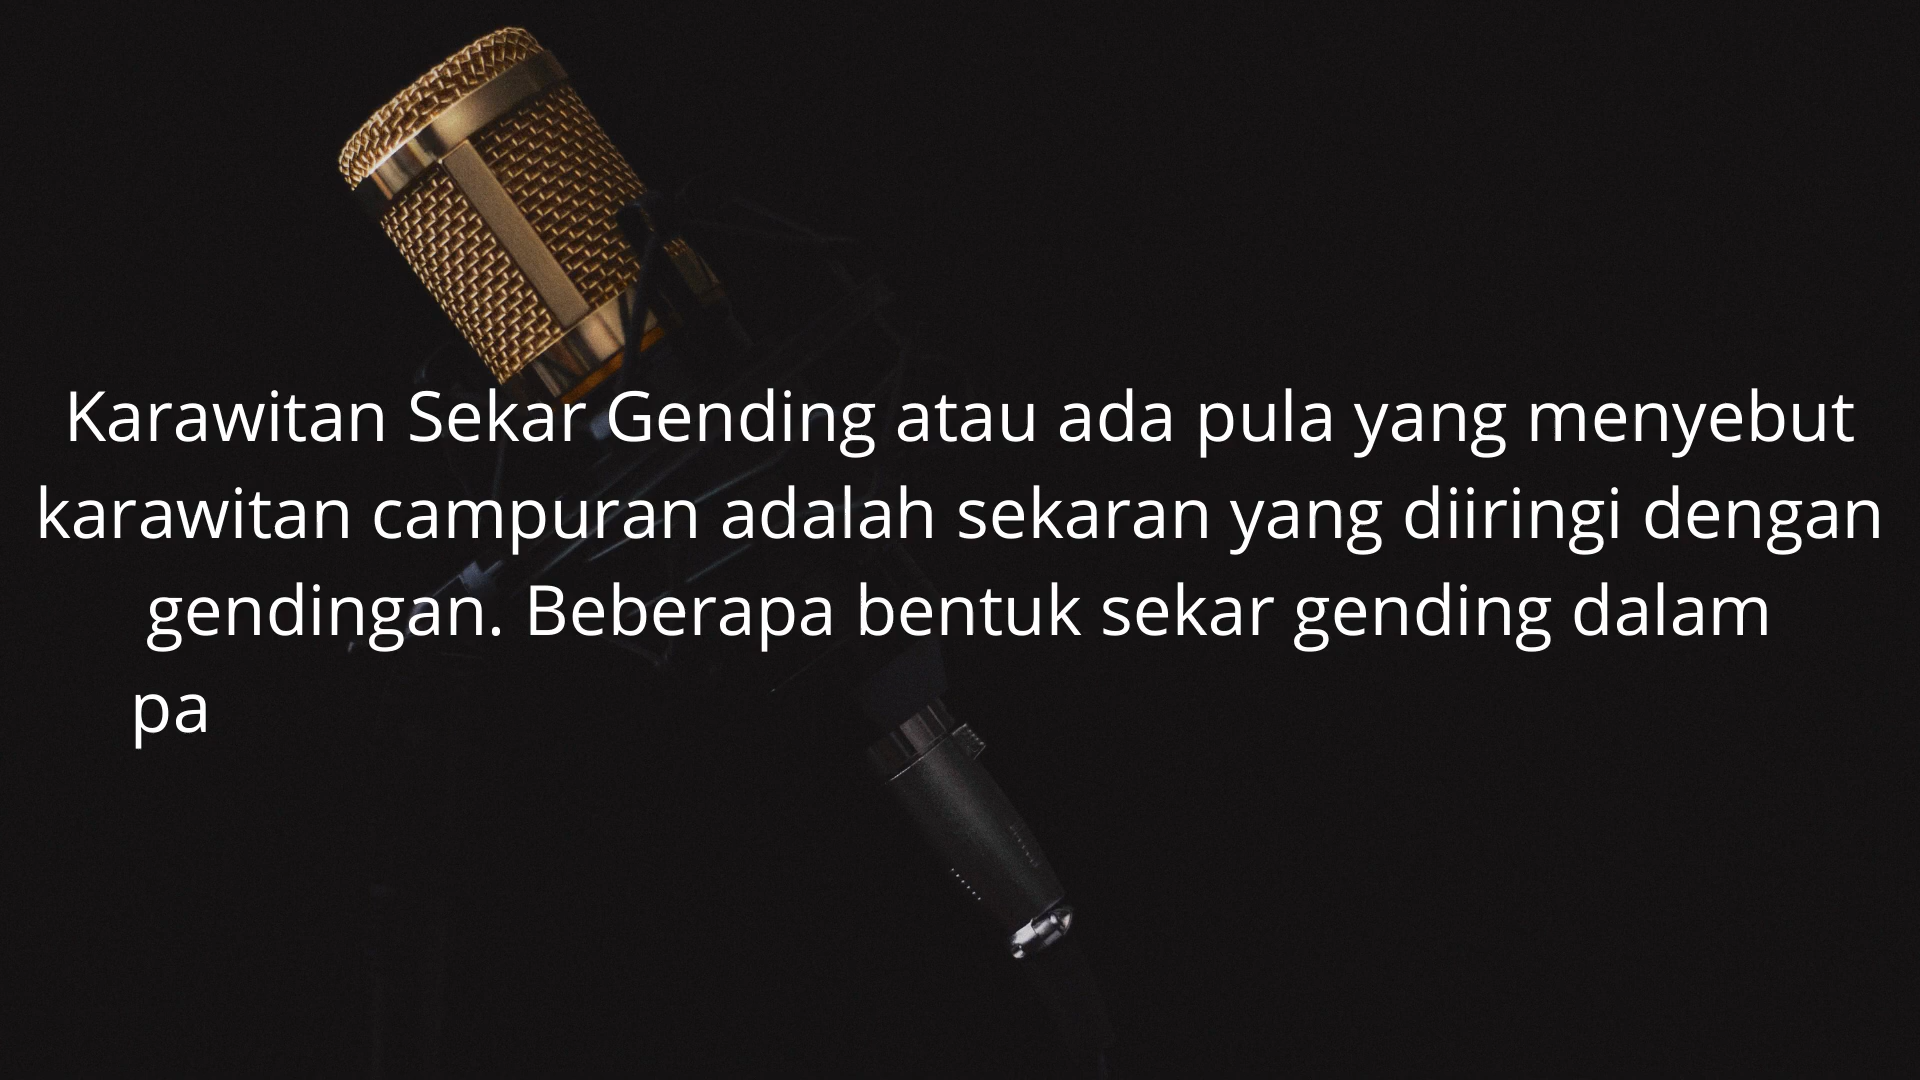 Karawitan Sekar Gending atau ada pula yang menyebut
karawitan campuran adalah sekaran yang diiringi dengan
gendingan. Beberapa bentuk sekar gending dalam
pa